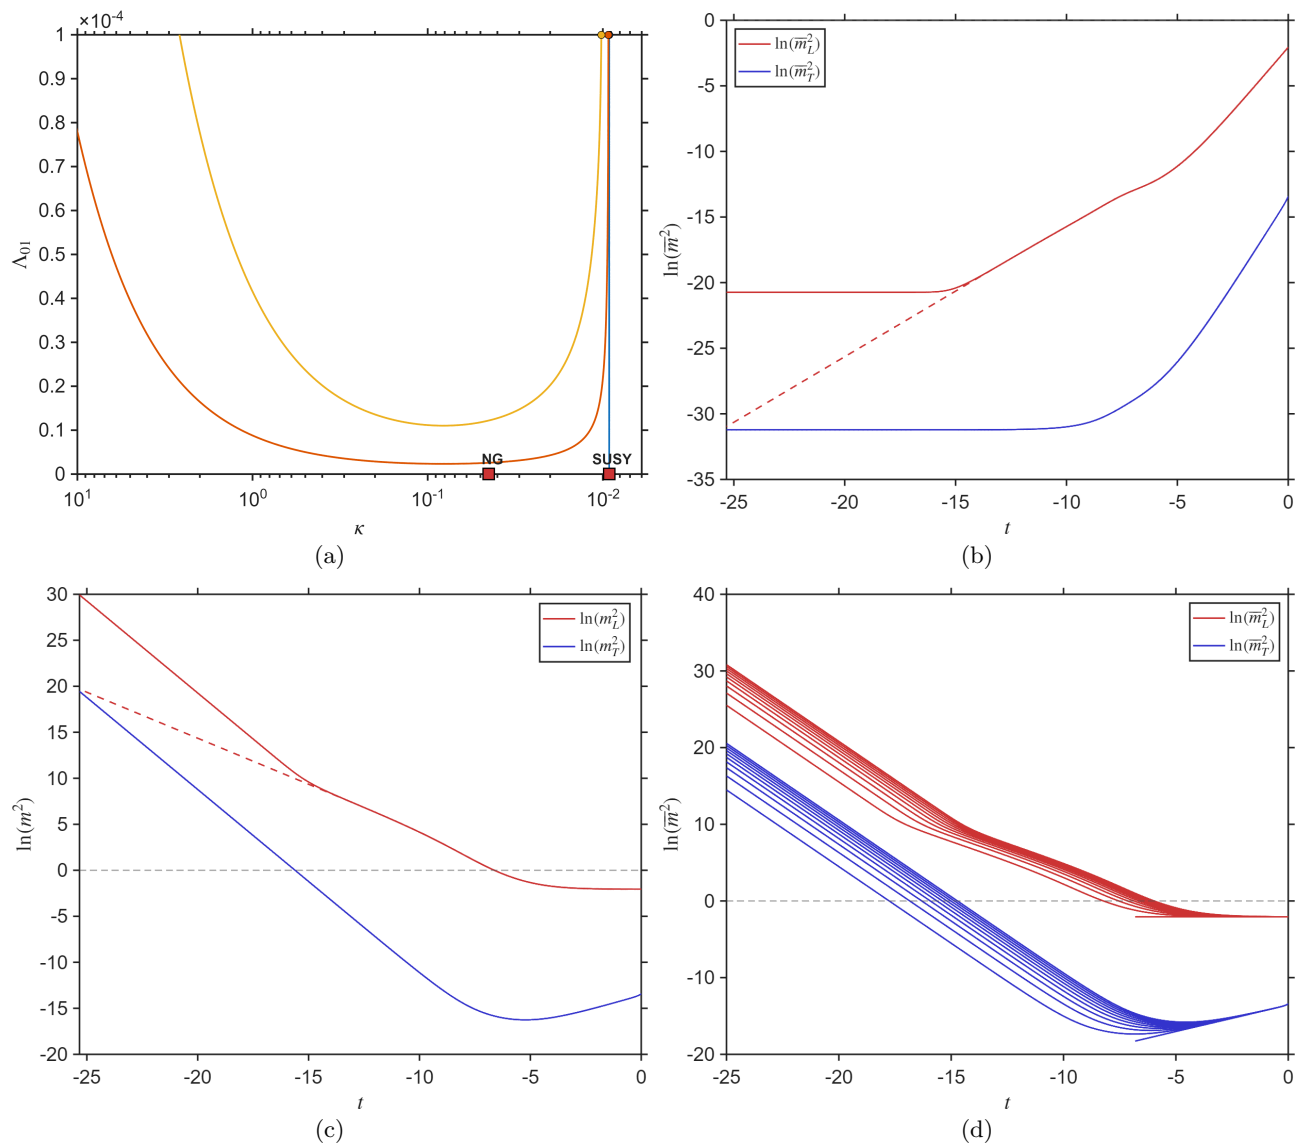 ×10⁻⁴
1
0.9
0.8
0.7
0.6
0.5
0.4
0.3
0.2
0.1
0
Λ₀₁
NG
SUSY
10¹ 10⁰ 10⁻¹ 10⁻²
κ
(a)
0
-5
-10
-15
-20
-25
-30
-35
ln(m̅²)
ln(m̅²_L)
ln(m̅²_T)
-25 -20 -15 -10 -5 0
t
(b)
30
25
20
15
10
5
0
-5
-10
-15
-20
ln(m²)
ln(m²_L)
ln(m²_T)
-25 -20 -15 -10 -5 0
t
(c)
40
30
20
10
0
-10
-20
ln(m̅²)
ln(m̅²_L)
ln(m̅²_T)
-25 -20 -15 -10 -5 0
t
(d)